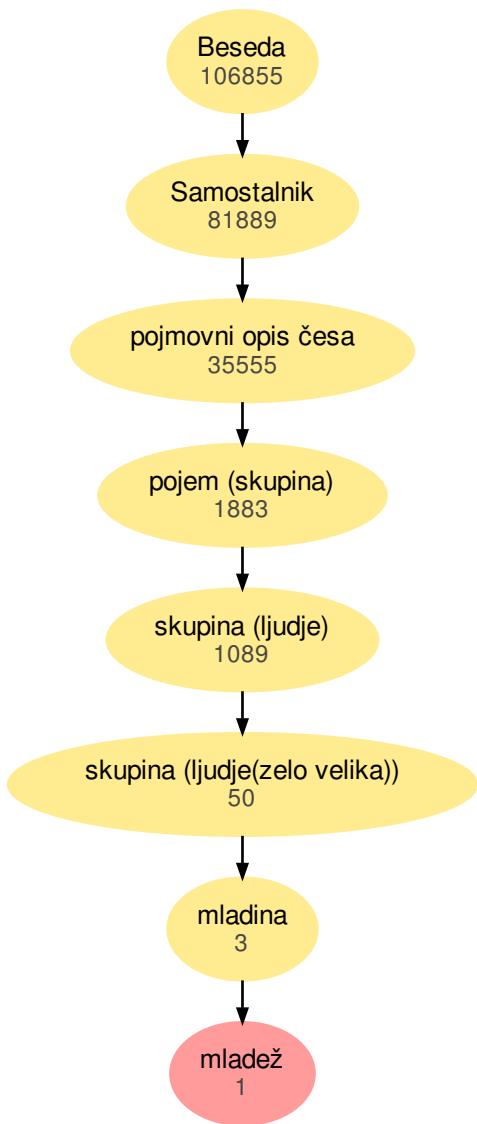 Beseda
106855
Samostalnik
81889
pojmovni opis česa
35555
pojem (skupina)
1883
skupina (ljudje)
1089
skupina (ljudje(zelo velika))
50
mladina
3
mladež
1